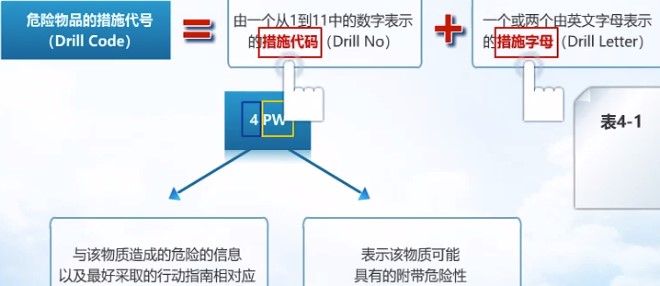 危险物品的措施代号
（Drill Code）
=
由一个从1到11中的数字表示
的措施代码（Drill No）
+
一个或两个由英文字母表示
的措施字母（Drill Letter）
4 PW
表4-1
与该物质造成的危险的信息
以及最好采取的行动指南相对应
表示该物质可能
具有的附带危险性